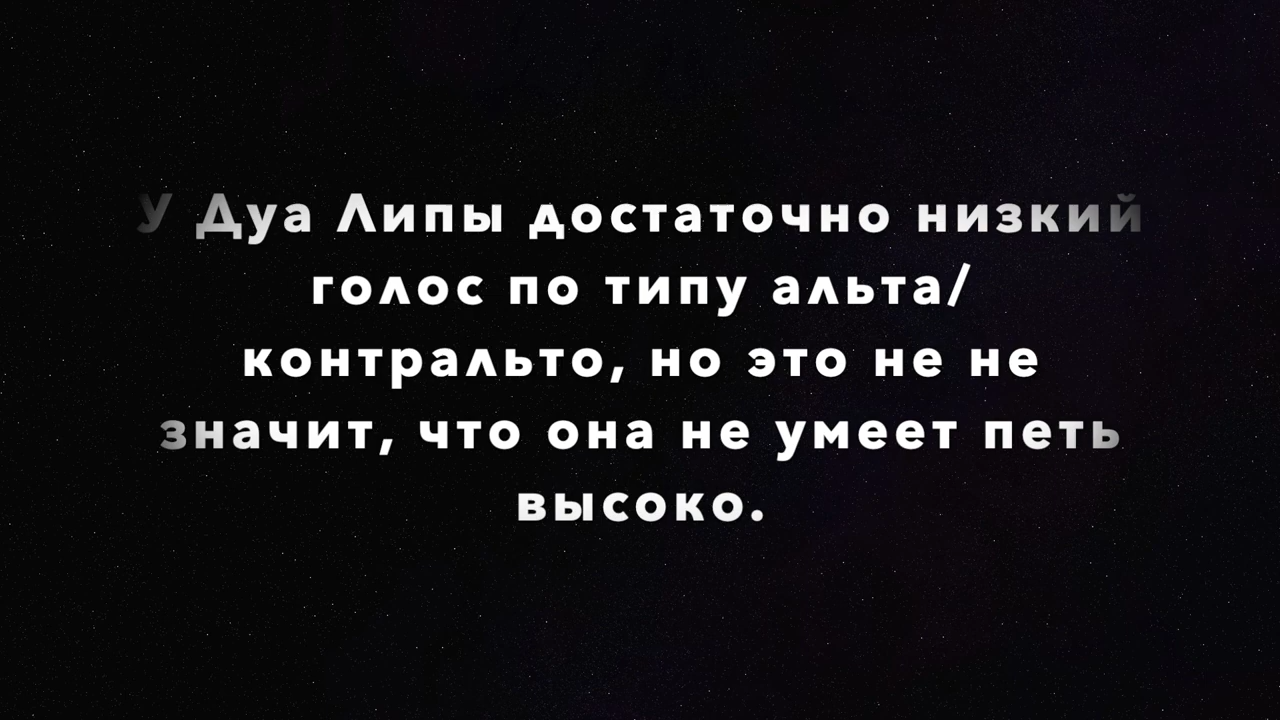 У Дуа Липы достаточно низкий
голос по типу альта/
контральто, но это не не
значит, что она не умеет петь
высоко.